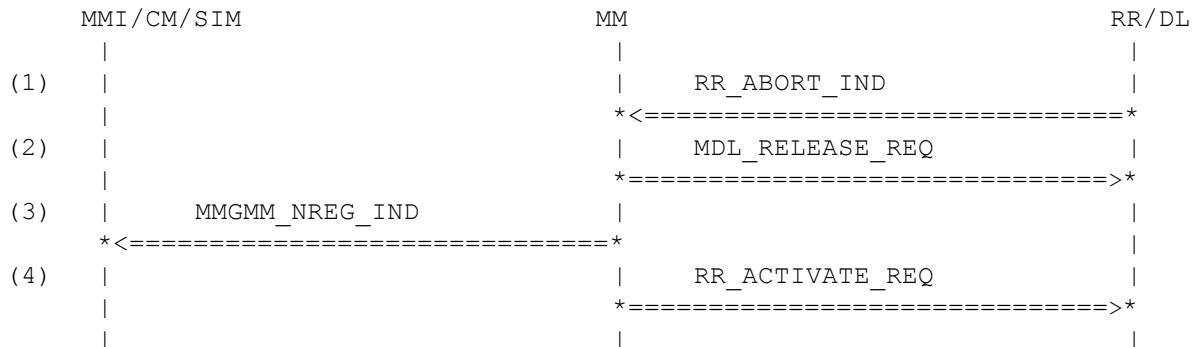 MMI/CM/SIM MM RR/DL
| | |
(1) | | RR_ABORT_IND |
| *<==============================*
(2) | | MDL_RELEASE_REQ |
| *==============================>*
(3) | MMGMM_NREG_IND | |
*<==============================* |
(4) | | RR_ACTIVATE_REQ |
| *==============================>*
| | |